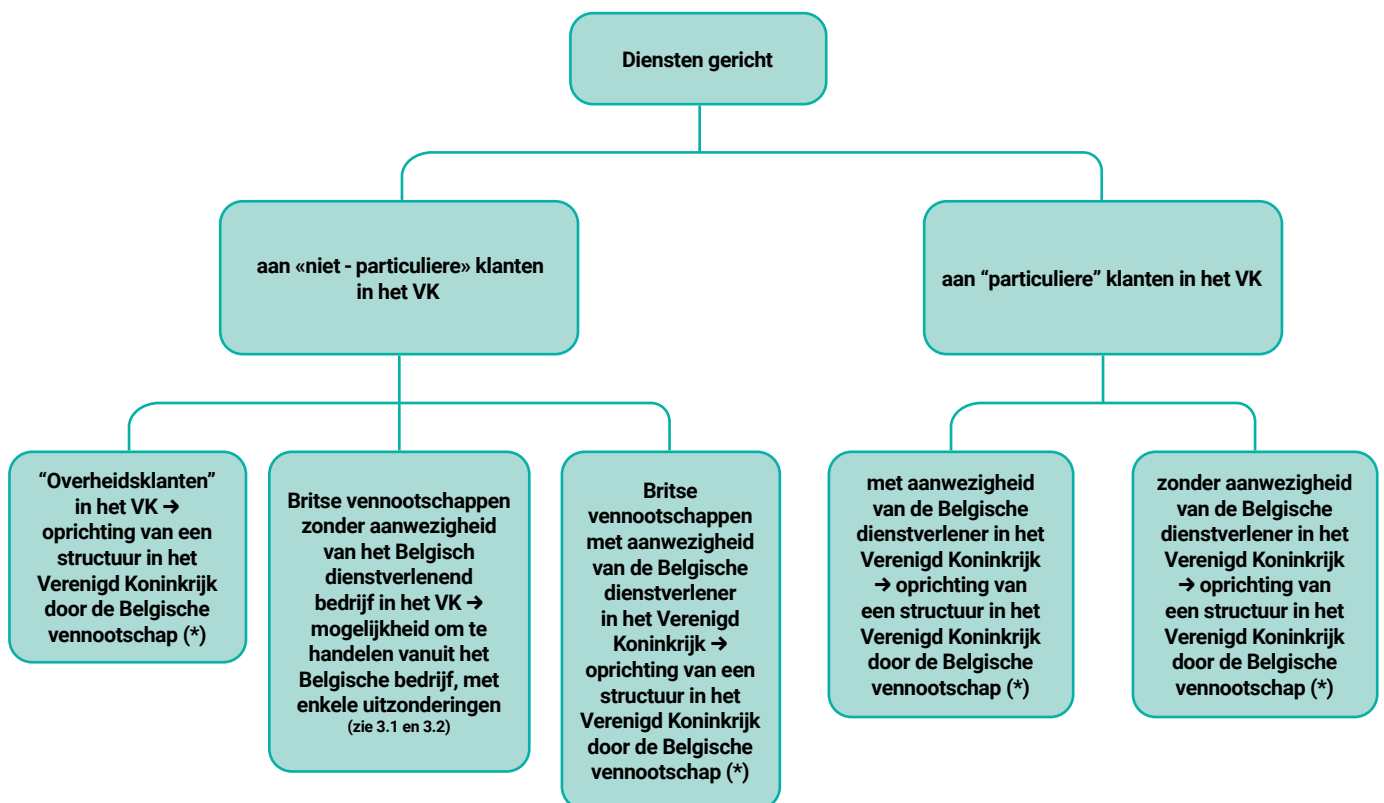 Diensten gericht
aan «niet - particuliere» klanten
in het VK
aan “particuliere” klanten in het VK
“Overheidsklanten”
in het VK →
oprichting van een
structuur in het
Verenigd Koninkrijk
door de Belgische
vennootschap (*)
Britse vennootschappen
zonder aanwezigheid
van het Belgisch
dienstverlenend
bedrijf in het VK →
mogelijkheid om te
handelen vanuit het
Belgische bedrijf, met
enkele uitzonderingen
(zie 3.1 en 3.2)
Britse
vennootschappen
met aanwezigheid
van de Belgische
dienstverlener
in het Verenigd
Koninkrijk →
oprichting van een
structuur in het
Verenigd Koninkrijk
door de Belgische
vennootschap (*)
met aanwezigheid
van de Belgische
dienstverlener in het
Verenigd Koninkrijk
→ oprichting van
een structuur in het
Verenigd Koninkrijk
door de Belgische
vennootschap (*)
zonder aanwezigheid
van de Belgische
dienstverlener in het
Verenigd Koninkrijk
→ oprichting van
een structuur in het
Verenigd Koninkrijk
door de Belgische
vennootschap (*)